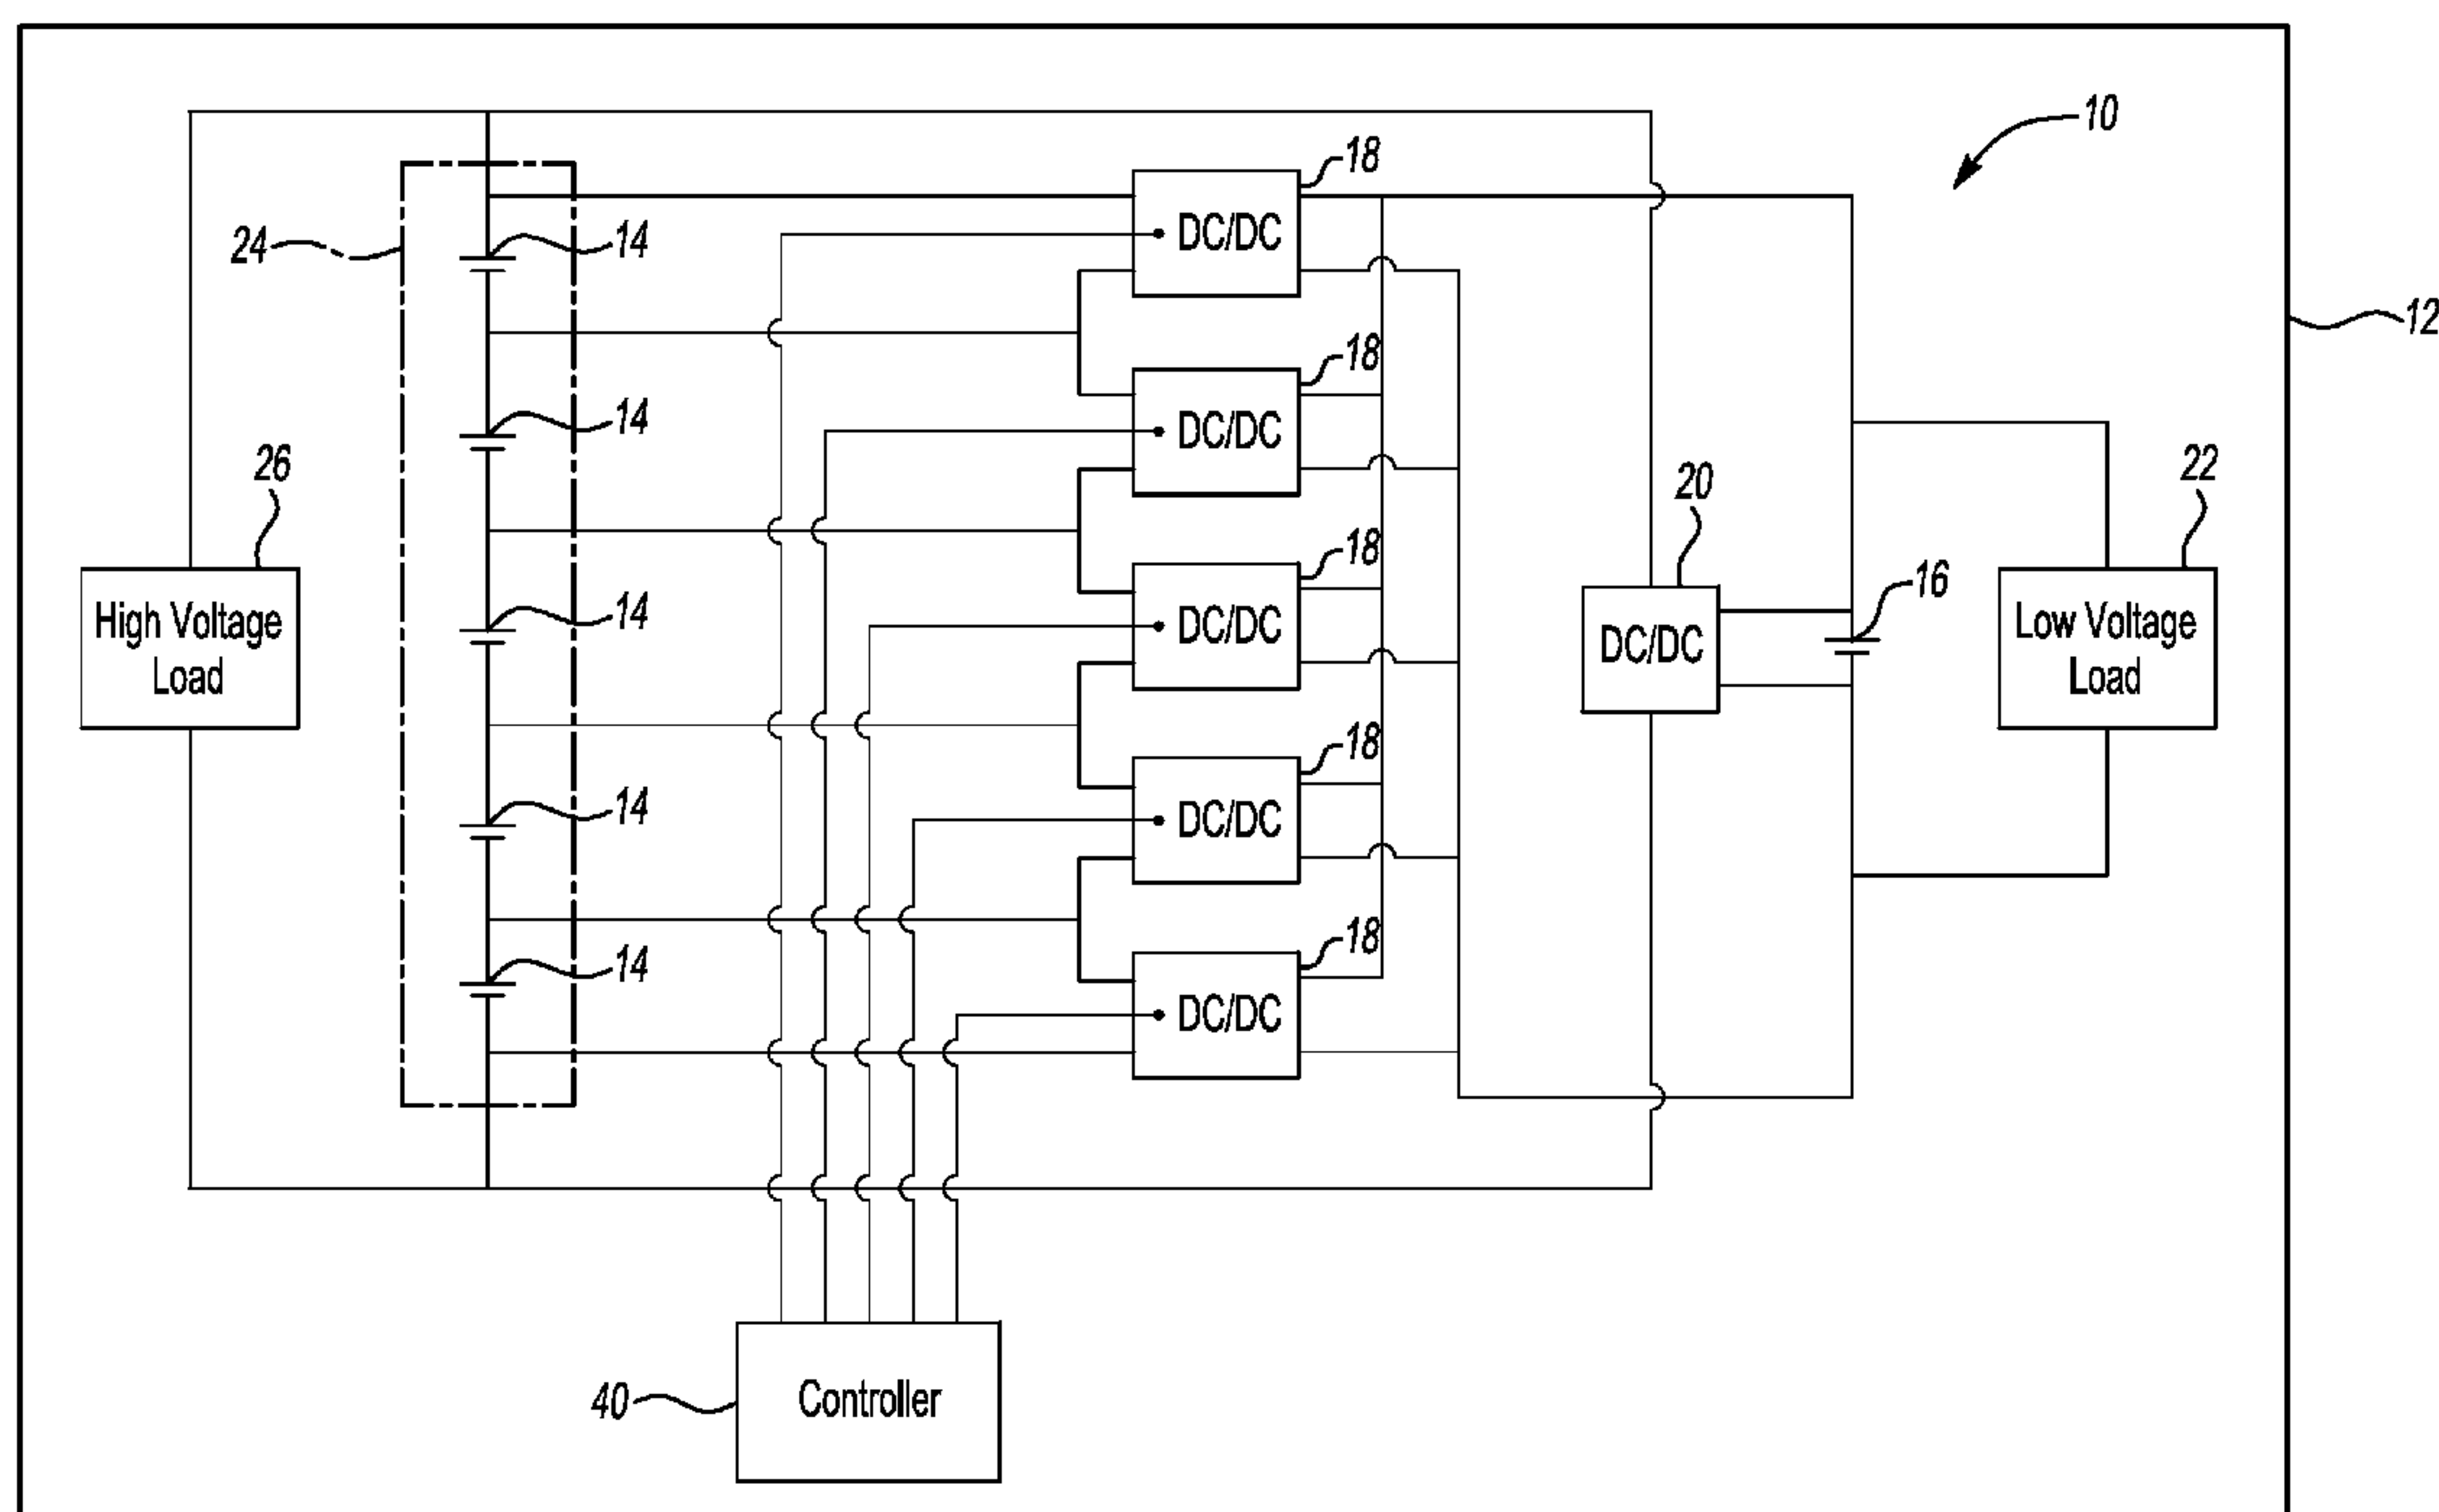 10
18
DC/DC
24
14
12
18
DC/DC
14
26
22
20
18
DC/DC
16
14
High Voltage
Load
DC/DC
Low Voltage
Load
18
DC/DC
14
18
DC/DC
14
40
Controller